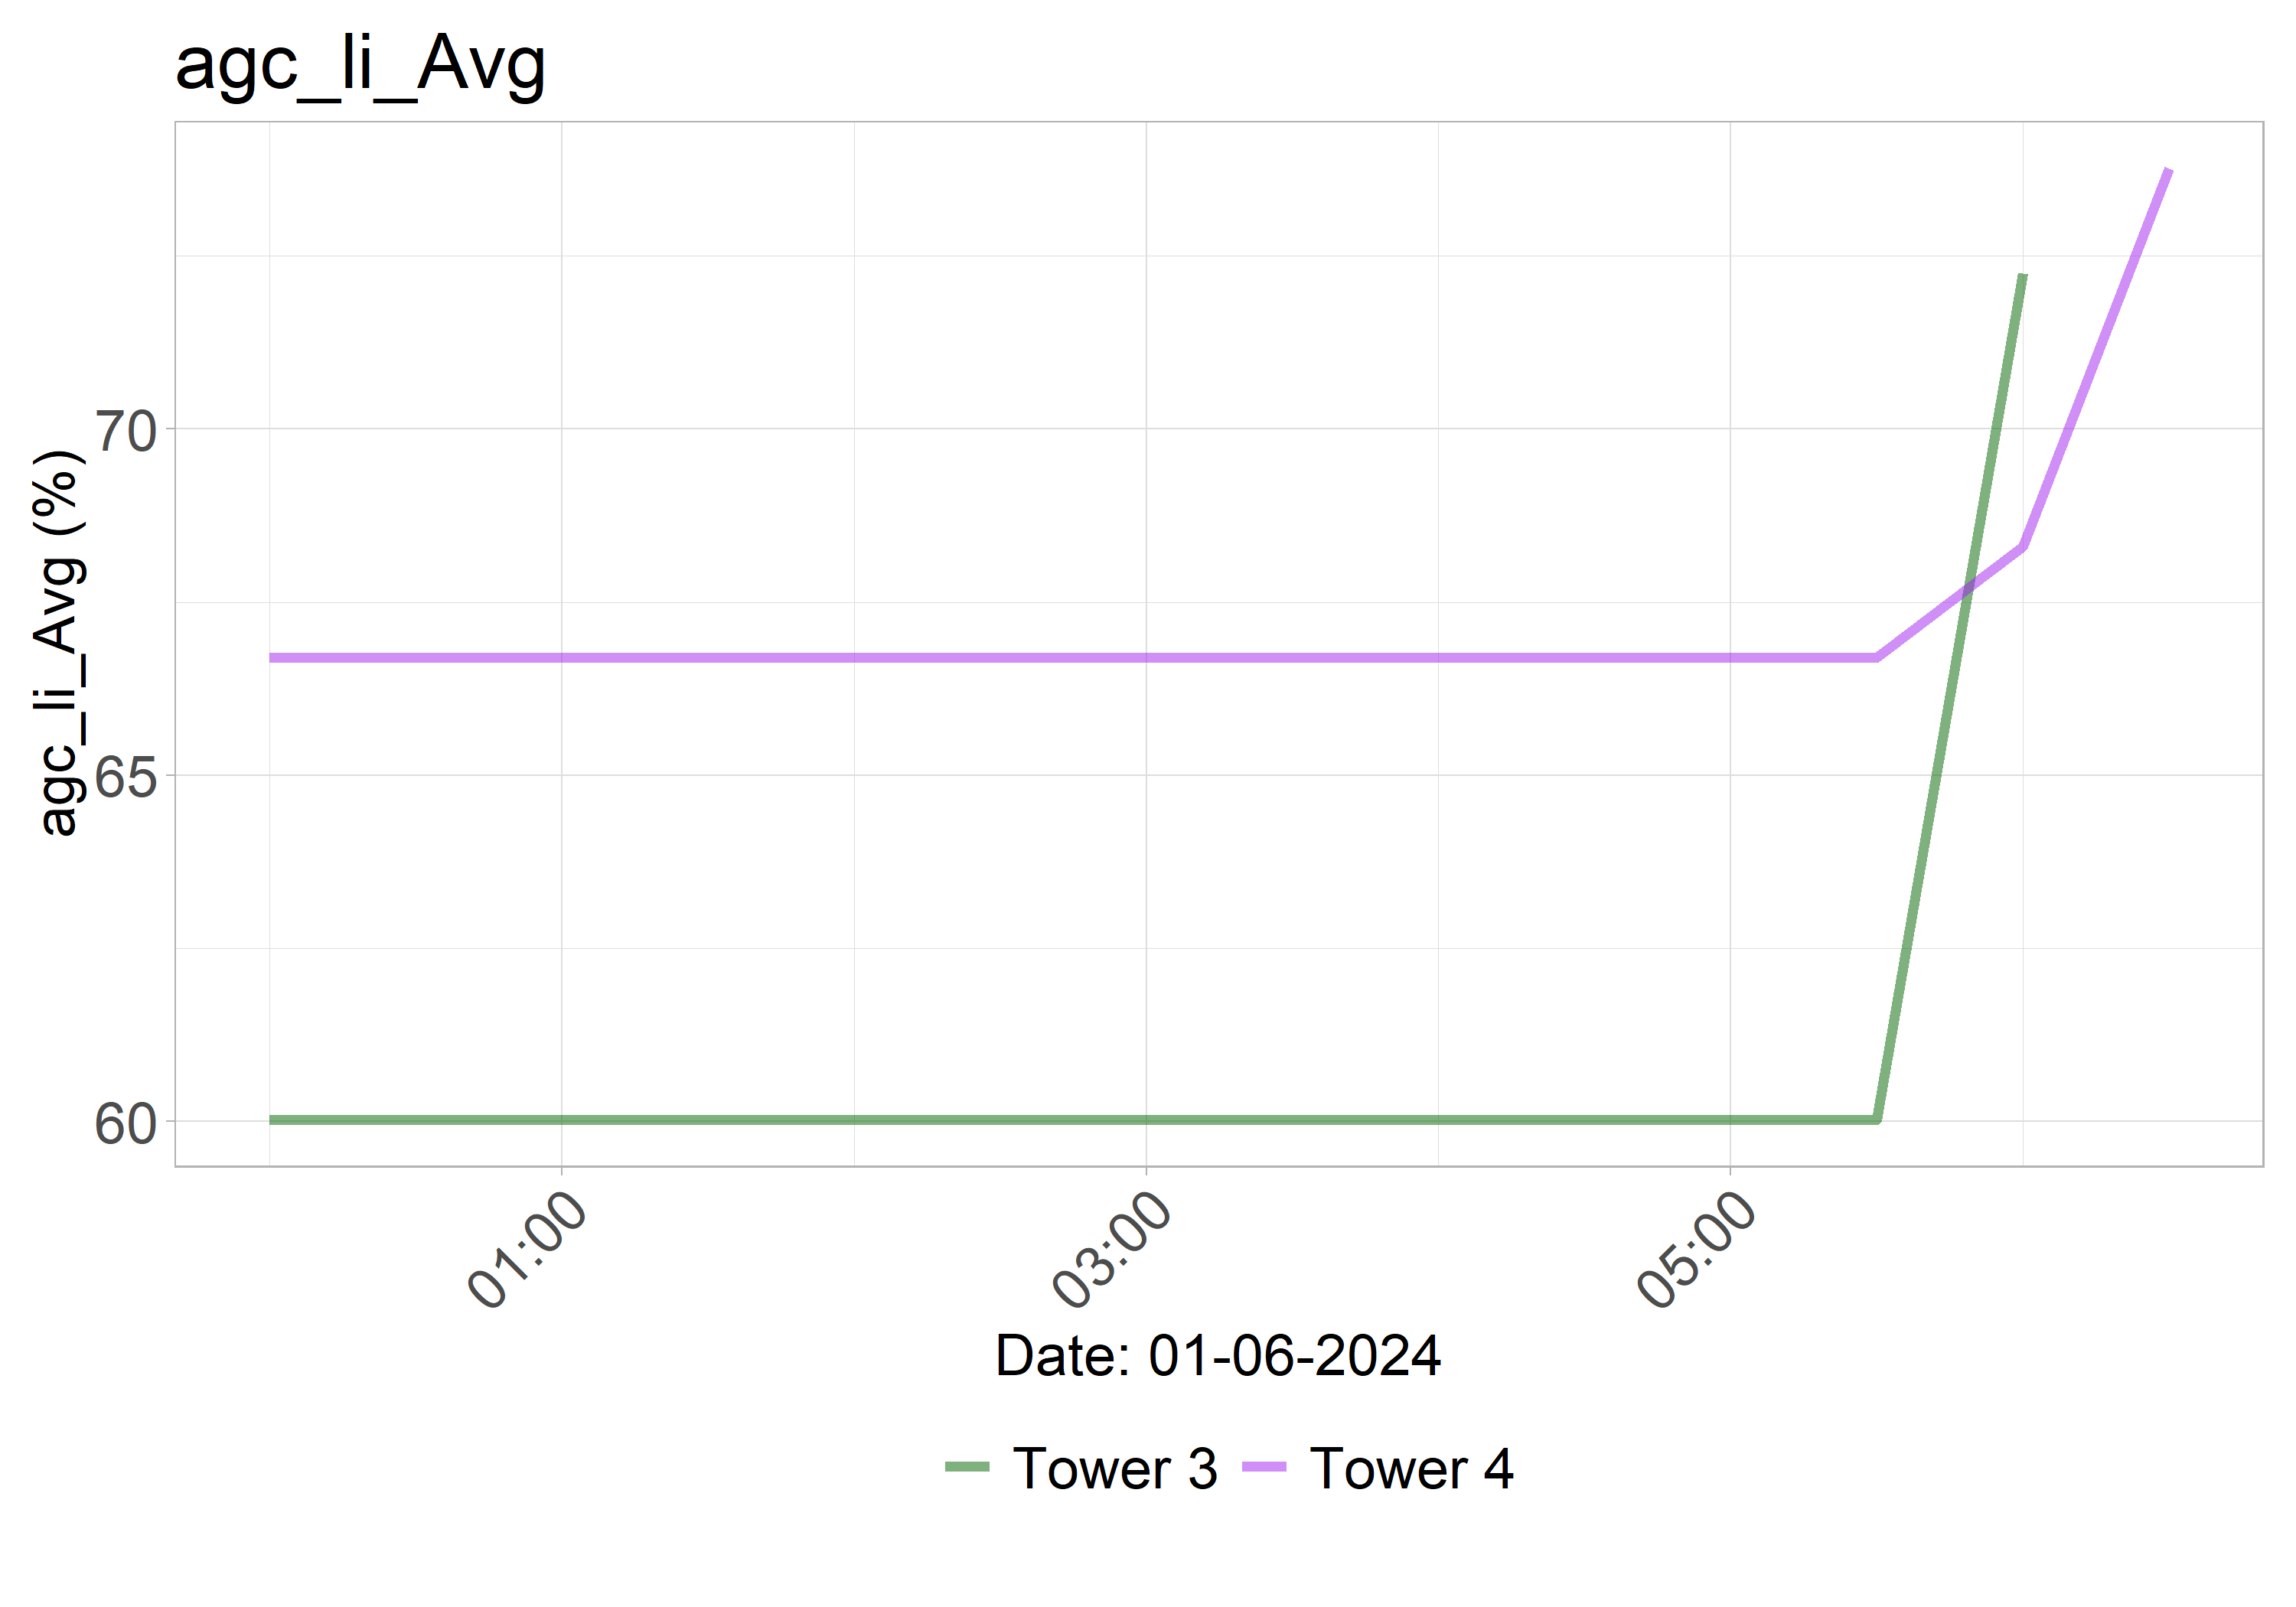 agc_li_Avg
agc_li_Avg (%)
70
65
60
01:00
03:00
05:00
Date: 01-06-2024
Tower 3
Tower 4